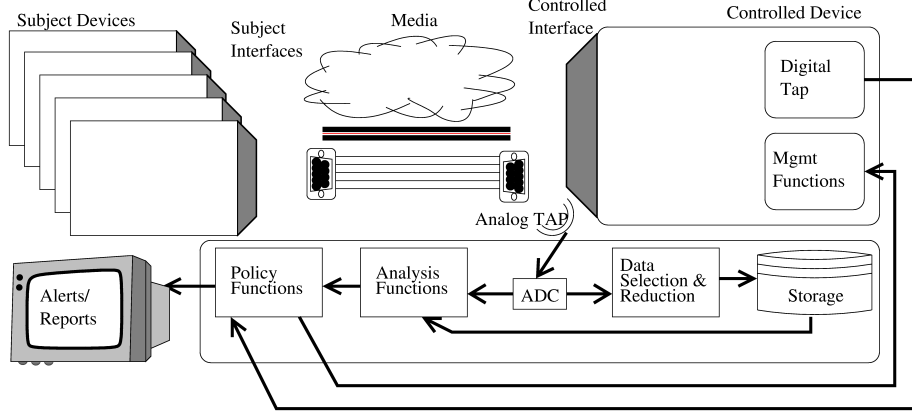 Subject Devices
Subject
Interfaces
Media
Controlled
Interface
Controlled Device
Digital
Tap
Mgmt
Functions
Analog TAP
Alerts/
Reports
Policy
Functions
Analysis
Functions
ADC
Data
Selection &
Reduction
Storage